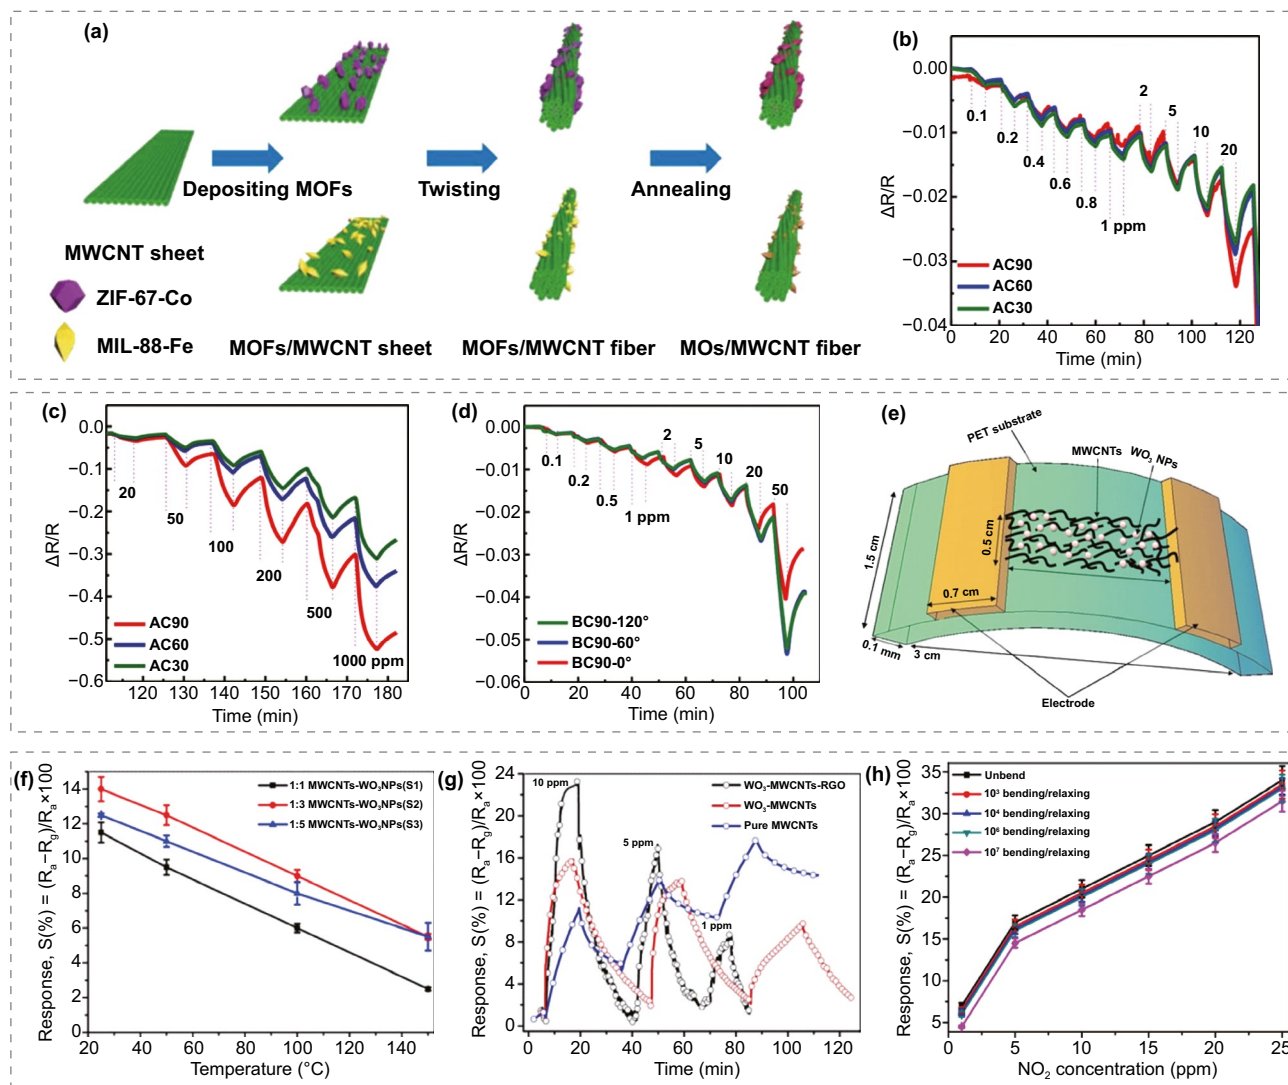 (a)
Depositing MOFs
Twisting
Annealing
MWCNT sheet
ZIF-67-Co
MIL-88-Fe
MOFs/MWCNT sheet
MOFs/MWCNT fiber
MOs/MWCNT fiber
(b)
0.00
−0.01
−0.02
−0.03
−0.04
ΔR/R
0.1
0.2
0.4
0.6
0.8
1 ppm
2
5
10
20
AC90
AC60
AC30
0 20 40 60 80 100 120
Time (min)
(c)
0.0
−0.1
−0.2
−0.3
−0.4
−0.5
−0.6
ΔR/R
20
50
100
200
500
1000 ppm
AC90
AC60
AC30
120 130 140 150 160 170 180
Time (min)
(d)
0.00
−0.01
−0.02
−0.03
−0.04
−0.05
−0.06
ΔR/R
0.1
0.2
0.5
1 ppm
2
5
10
20
50
BC90-120°
BC90-60°
BC90-0°
0 20 40 60 80 100
Time (min)
(e)
PET substrate
MWCNTs
WO₃ NPs
1.5 cm
0.5 cm
0.7 cm
0.1 mm
3 cm
Electrode
(f)
Response, S(%) = (Rₐ−R_g)/Rₐ×100
14
12
10
8
6
4
2
0
1:1 MWCNTs-WO₃NPs(S1)
1:3 MWCNTs-WO₃NPs(S2)
1:5 MWCNTs-WO₃NPs(S3)
20 40 60 80 100 120 140
Temperature (°C)
(g)
Response, S(%) = (Rₐ−R_g)/Rₐ×100
24
20
16
12
8
4
0
10 ppm
5 ppm
1 ppm
WO₃-MWCNTs-RGO
WO₃-MWCNTs
Pure MWCNTs
0 20 40 60 80 100 120
Time (min)
(h)
Response, S(%) = (Rₐ−R_g)/Rₐ×100
35
30
25
20
15
10
5
Unbend
10³ bending/relaxing
10⁴ bending/relaxing
10⁶ bending/relaxing
10⁷ bending/relaxing
5 10 15 20 25
NO₂ concentration (ppm)